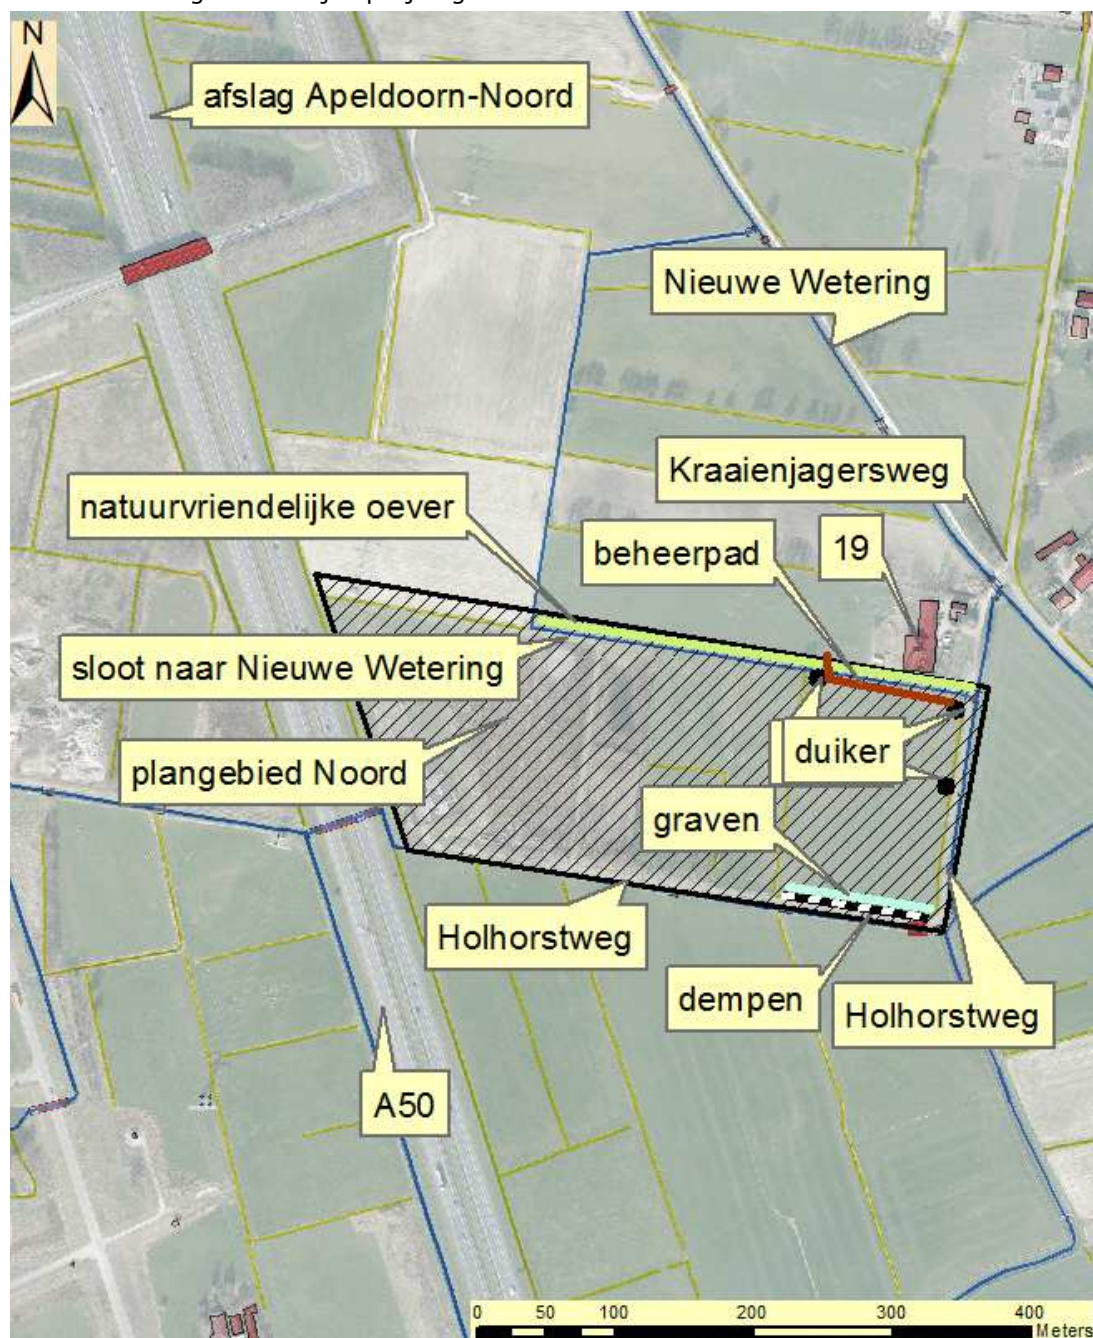 N
afslag Apeldoorn-Noord
Nieuwe Wetering
Kraaienjagersweg
natuurvriendelijke oever
beheerpad
19
sloot naar Nieuwe Wetering
plangebied Noord
duiker
graven
Holhorstweg
dempen
Holhorstweg
A50
0 50 100 200 300 400
Meters